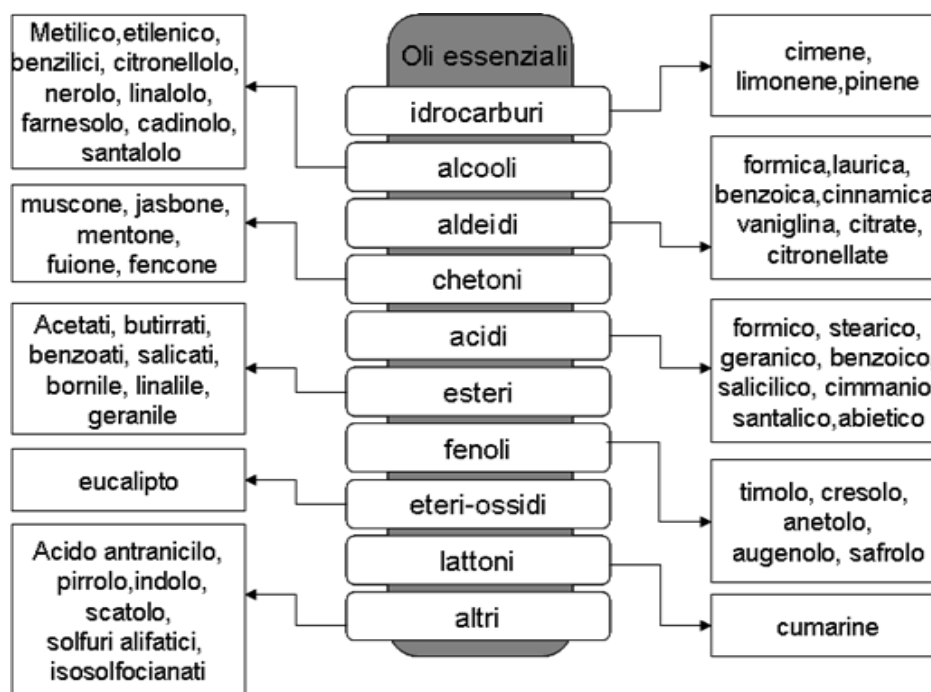 Oli essenziali
idrocarburi
alcooli
aldeidi
chetoni
acidi
esteri
fenoli
eteri-ossidi
lattoni
altri
Metilico,etilenico,
benzilici, citronellolo,
nerolo, linalolo,
farnesolo, cadinolo,
santalolo
muscone, jasbone,
mentone,
fuione, fencone
Acetati, butirrati,
benzoati, salicati,
bornile, linalile,
geranile
eucalipto
Acido antranicilo,
pirrolo,indolo,
scatolo,
solfuri alifatici,
isosolfocianati
cimene,
limonene,pinene
formica,laurica,
benzoica,cinnamica,
vaniglina, citrate,
citronellate
formico, stearico,
geranico, benzoico,
salicilico, cimmanio,
santalico,abietico
timolo, cresolo,
anetolo,
augenolo, safrolo
cumarine